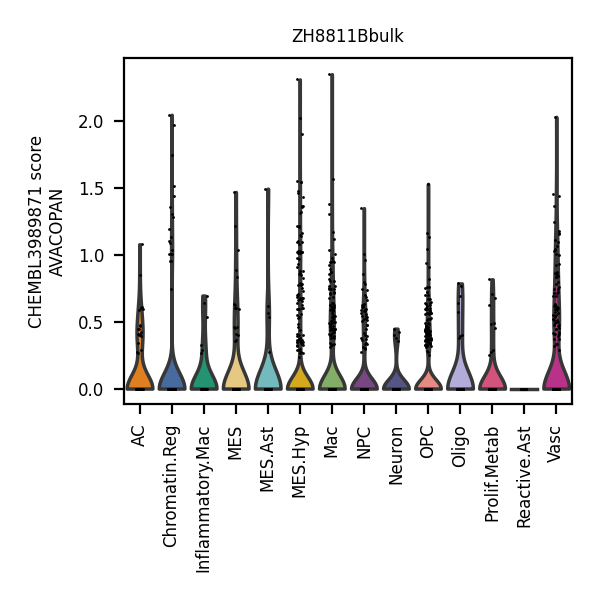 ZH8811Bbulk
CHEMBL3989871 score
AVACOPAN
2.0
1.5
1.0
0.5
0.0
AC
Chromatin.Reg
Inflammatory.Mac
MES
MES.Ast
MES.Hyp
Mac
NPC
Neuron
OPC
Oligo
Prolif.Metab
Reactive.Ast
Vasc